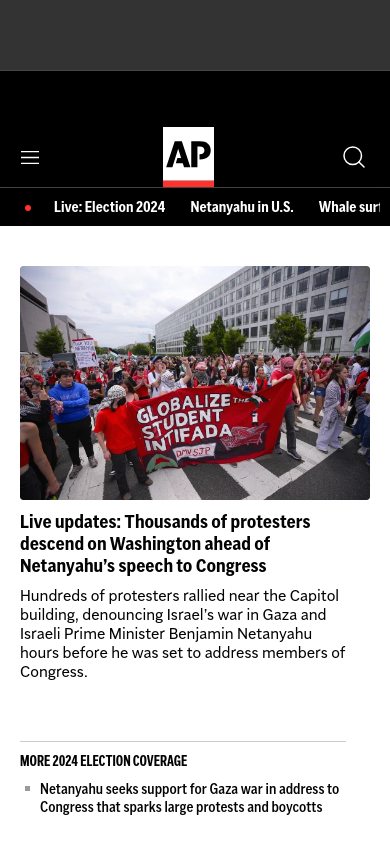 AP
Live: Election 2024 Netanyahu in U.S. Whale surf
GLOBALIZE THE
STUDENT
INTIFADA
DMV SJP
Live updates: Thousands of protesters
descend on Washington ahead of
Netanyahu’s speech to Congress
Hundreds of protesters rallied near the Capitol
building, denouncing Israel’s war in Gaza and
Israeli Prime Minister Benjamin Netanyahu
hours before he was set to address members of
Congress.
MORE 2024 ELECTION COVERAGE
Netanyahu seeks support for Gaza war in address to
Congress that sparks large protests and boycotts